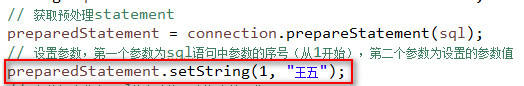 // 获取预处理statement
preparedStatement = connection.prepareStatement(sql);
// 设置参数，第一个参数为sql语句中参数的序号（从1开始），第二个参数为设置的参数值
preparedStatement.setString(1, "王五");